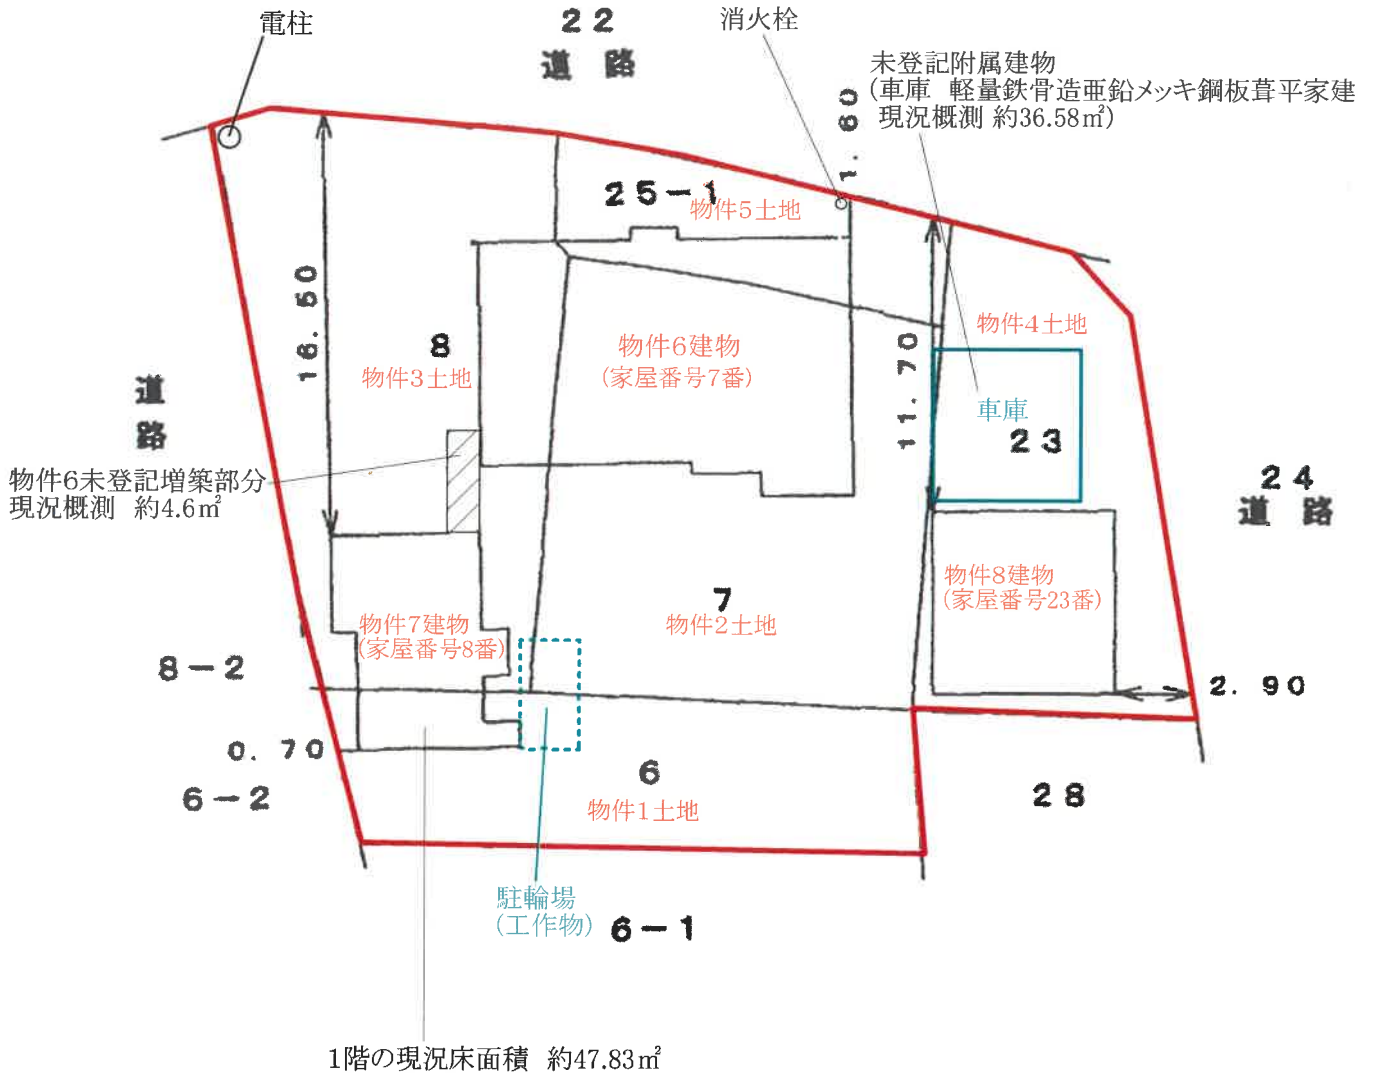 電柱
22
道 路
消火栓
未登記附属建物
(車庫 軽量鉄骨造亜鉛メッキ鋼板葺平家建
現況概測 約36.58㎡)
1.60
25-1
物件5土地
16.50
8
物件3土地
物件6建物
(家屋番号7番)
物件4土地
11.70
車庫
23
道
路
物件6未登記増築部分
現況概測 約4.6㎡
24
道 路
物件8建物
(家屋番号23番)
7
物件2土地
物件7建物
(家屋番号8番)
8-2
2.90
0.70
6-2
6
物件1土地
28
駐輪場
(工作物)
6-1
1階の現況床面積 約47.83㎡